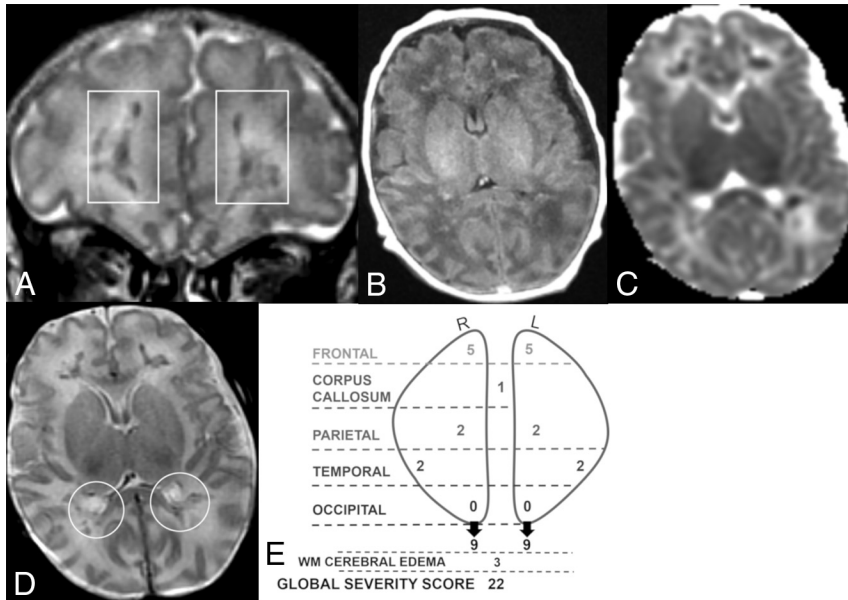 A
B
C
D
R L
FRONTAL 5 5
CORPUS
CALLOSUM 1
PARIETAL 2 2
TEMPORAL 2 2
OCCIPITAL 0 0
9 9
E
WM CEREBRAL EDEMA 3
GLOBAL SEVERITY SCORE 22